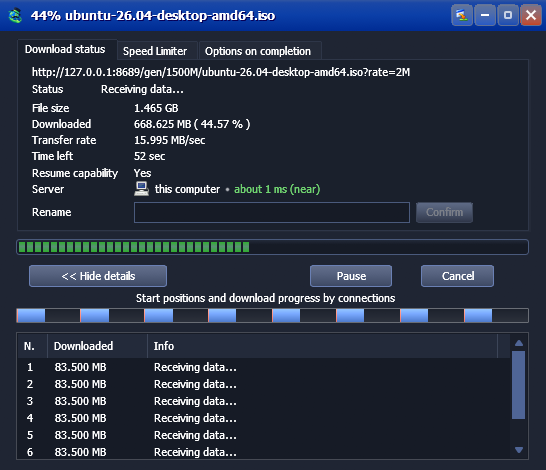 44% ubuntu-26.04-desktop-amd64.iso
Download status Speed Limiter Options on completion
http://127.0.0.1:8689/gen/1500M/ubuntu-26.04-desktop-amd64.iso?rate=2M
Status Receiving data...
File size 1.465 GB
Downloaded 668.625 MB ( 44.57 % )
Transfer rate 15.995 MB/sec
Time left 52 sec
Resume capability Yes
Server this computer • about 1 ms (near)
Rename Confirm
<< Hide details Pause Cancel
Start positions and download progress by connections
N. Downloaded Info
1 83.500 MB Receiving data...
2 83.500 MB Receiving data...
3 83.500 MB Receiving data...
4 83.500 MB Receiving data...
5 83.500 MB Receiving data...
6 83.500 MB Receiving data...